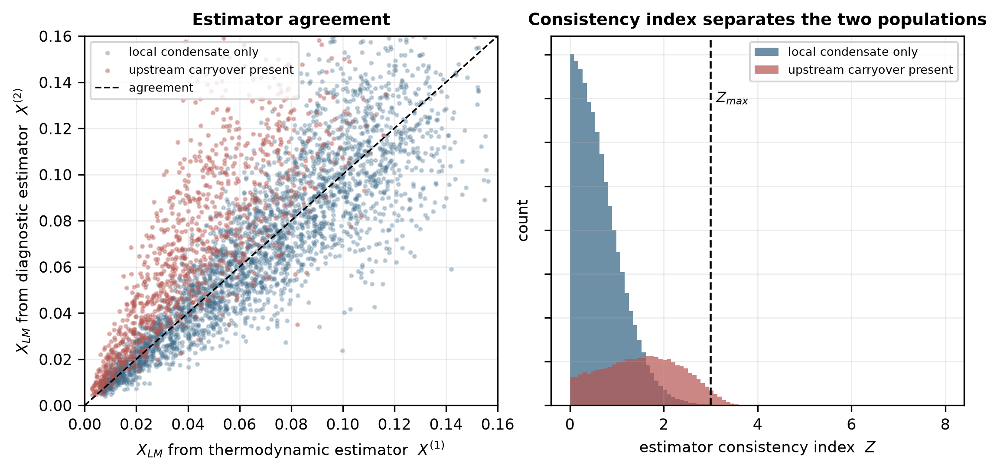 Estimator agreement
0.16
0.14
0.12
0.10
0.08
0.06
0.04
0.02
0.00
X_LM from diagnostic estimator X^(2)
local condensate only
upstream carryover present
agreement
0.00 0.02 0.04 0.06 0.08 0.10 0.12 0.14 0.16
X_LM from thermodynamic estimator X^(1)
Consistency index separates the two populations
count
local condensate only
upstream carryover present
Z_max
0 2 4 6 8
estimator consistency index Z